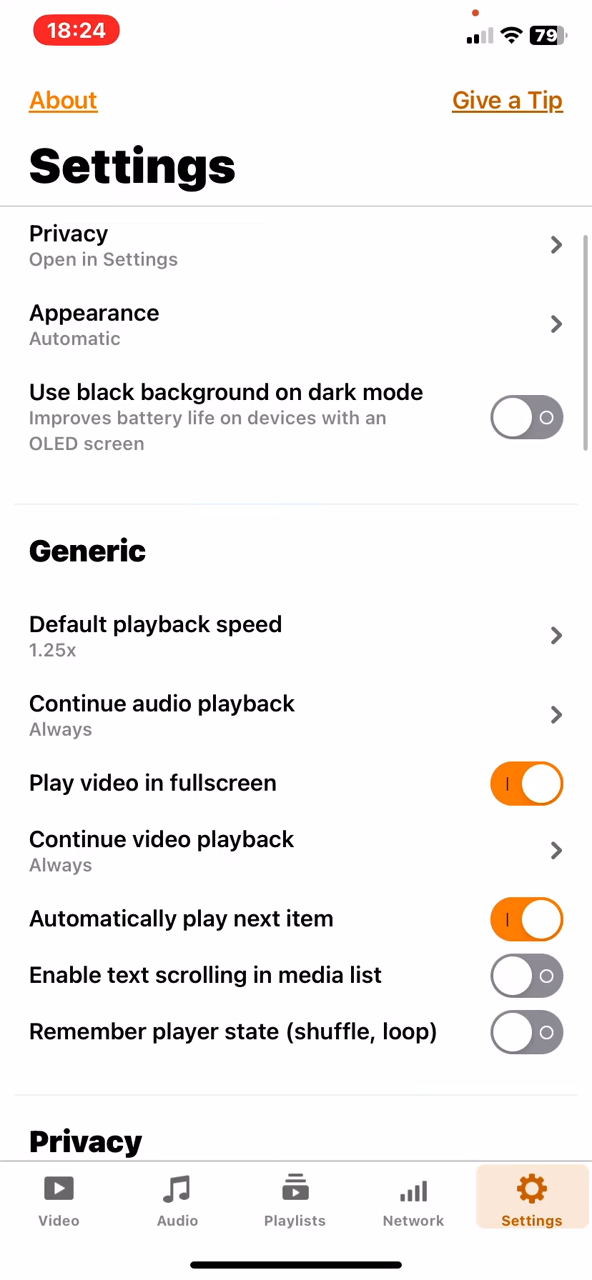 18:24
79
About
Give a Tip
Settings
Privacy
Open in Settings
Appearance
Automatic
Use black background on dark mode
Improves battery life on devices with an
OLED screen
Generic
Default playback speed
1.25x
Continue audio playback
Always
Play video in fullscreen
Continue video playback
Always
Automatically play next item
Enable text scrolling in media list
Remember player state (shuffle, loop)
Privacy
Video
Audio
Playlists
Network
Settings